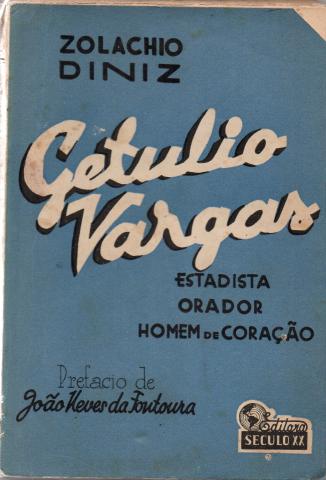 ZOLACHIO
DINIZ
Getulio
Vargas
ESTADISTA
ORADOR
HOMEM DE CORAÇÃO
Prefacio de
João Neves da Fontoura
Editora
SECULO XX